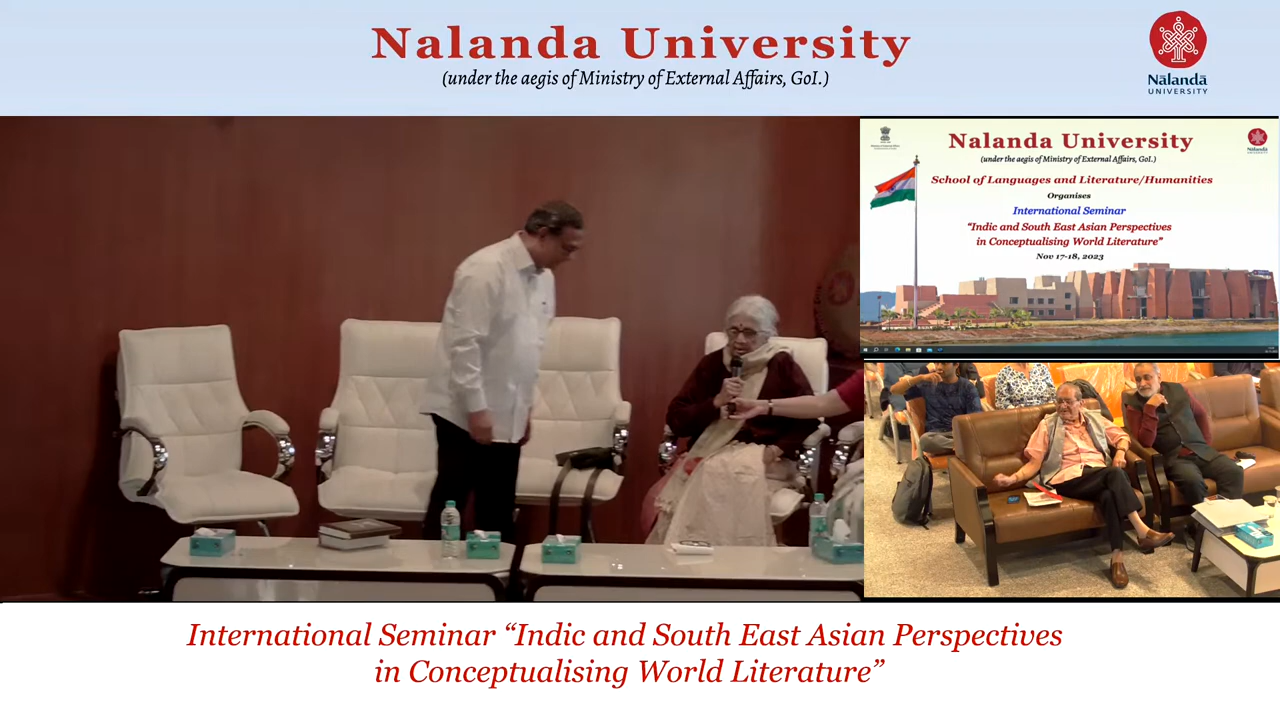 Nalanda University
(under the aegis of Ministry of External Affairs, GoI.)
Nālandā
UNIVERSITY
Nalanda University
(under the aegis of Ministry of External Affairs, GoI.)
Nālandā
School of Languages and Literature/Humanities
Organises
International Seminar
“Indic and South East Asian Perspectives
in Conceptualising World Literature”
Nov 17-18, 2023
International Seminar “Indic and South East Asian Perspectives
in Conceptualising World Literature”